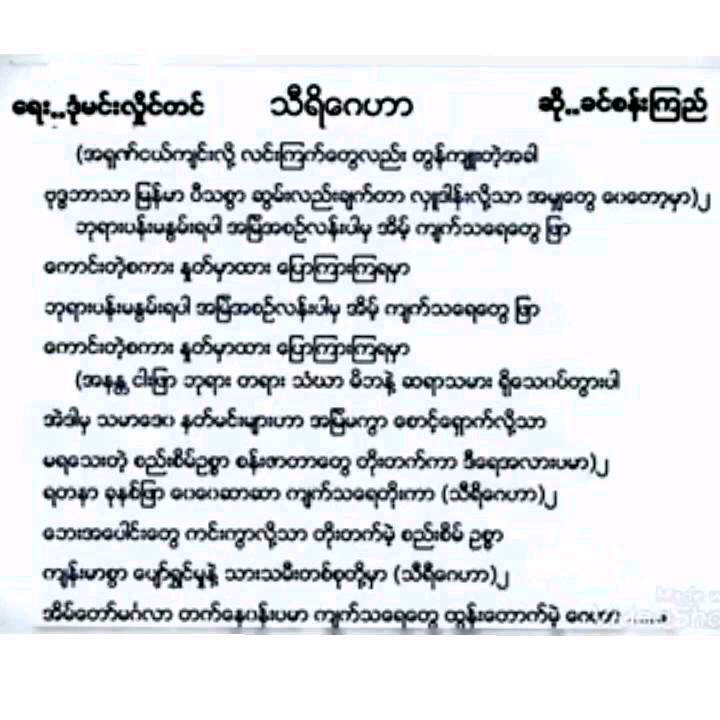 ရေး..ဒုံမင်းလှိုင်တင် သီရိဂေဟာ ဆို..ခင်စန်းကြည်
(အရုဏ်ငယ်ကျင်းလို့ လင်းကြက်တွေလည်း တွန်ကျူးတဲ့အခါ
ဗုဒ္ဓဘာသာ မြန်မာ ပီသစွာ ဆွမ်းလည်းချက်တာ လှူဒါန်းလို့သာ အမျှတွေ ဝေတော့မှာ)၂
ဘုရားပန်းမနွမ်းရပါ အမြဲအစဉ်လန်းပါမှ အိမ့် ကျက်သရေတွေ ဖြာ
ကောင်းတဲ့စကား နှုတ်မှာထား ပြောကြားကြရမှာ
ဘုရားပန်းမနွမ်းရပါ အမြဲအစဉ်လန်းပါမှ အိမ့် ကျက်သရေတွေ ဖြာ
ကောင်းတဲ့စကား နှုတ်မှာထား ပြောကြားကြရမှာ
(အနန္တ ငါးဖြာ ဘုရား တရား သံဃာ မိဘနဲ့ ဆရာသမား ရှိသေဂပ်တွားပါ
အဲဒါမှ သမာဒေဝ နတ်မင်းများဟာ အမြဲမကွာ စောင့်ရှောက်လို့သာ
မရသေးတဲ့ စည်းစိမ်ဥစ္စာ စန်းဇာတာတွေ တိုးတက်ကာ ဒီရေအလားပမာ)၂
ရတနာ ခုနစ်ဖြာ ဝေဝေဆာဆာ ကျက်သရေတိုးကာ (သီရိဂေဟာ)၂
ဘေးအပေါင်းတွေ ကင်းကွာလို့သာ တိုးတက်မဲ့ စည်းစိမ် ဥစ္စာ
ကျန်းမာစွာ ပျော်ရွှင်မှုနဲ့ သားသမီးတစ်စုတို့မှာ (သီရိဂေဟာ)၂
အိမ်တော်မင်္ဂလာ တက်နေဝန်းပမာ ကျက်သရေတွေ ထွန်းတောက်မဲ့ ဂေဟာ ......
Made w
VideoSho